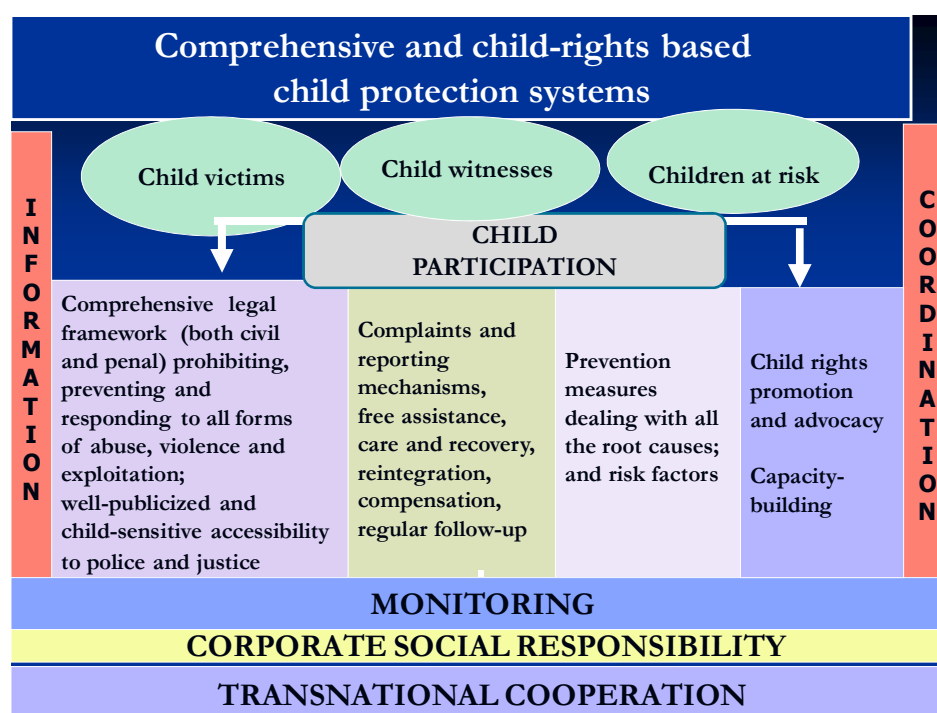 Comprehensive and child-rights based
child protection systems
Child victims
Child witnesses
Children at risk
CHILD
PARTICIPATION
INFORMATION
Comprehensive legal
framework (both civil
and penal) prohibiting,
preventing and
responding to all forms
of abuse, violence and
exploitation;
well-publicized and
child-sensitive accessibility
to police and justice
Complaints and
reporting
mechanisms,
free assistance,
care and recovery,
reintegration,
compensation,
regular follow-up
Prevention
measures
dealing with all
the root causes;
and risk factors
Child rights
promotion
and advocacy
Capacity-
building
COORDINATION
MONITORING
CORPORATE SOCIAL RESPONSIBILITY
TRANSNATIONAL COOPERATION